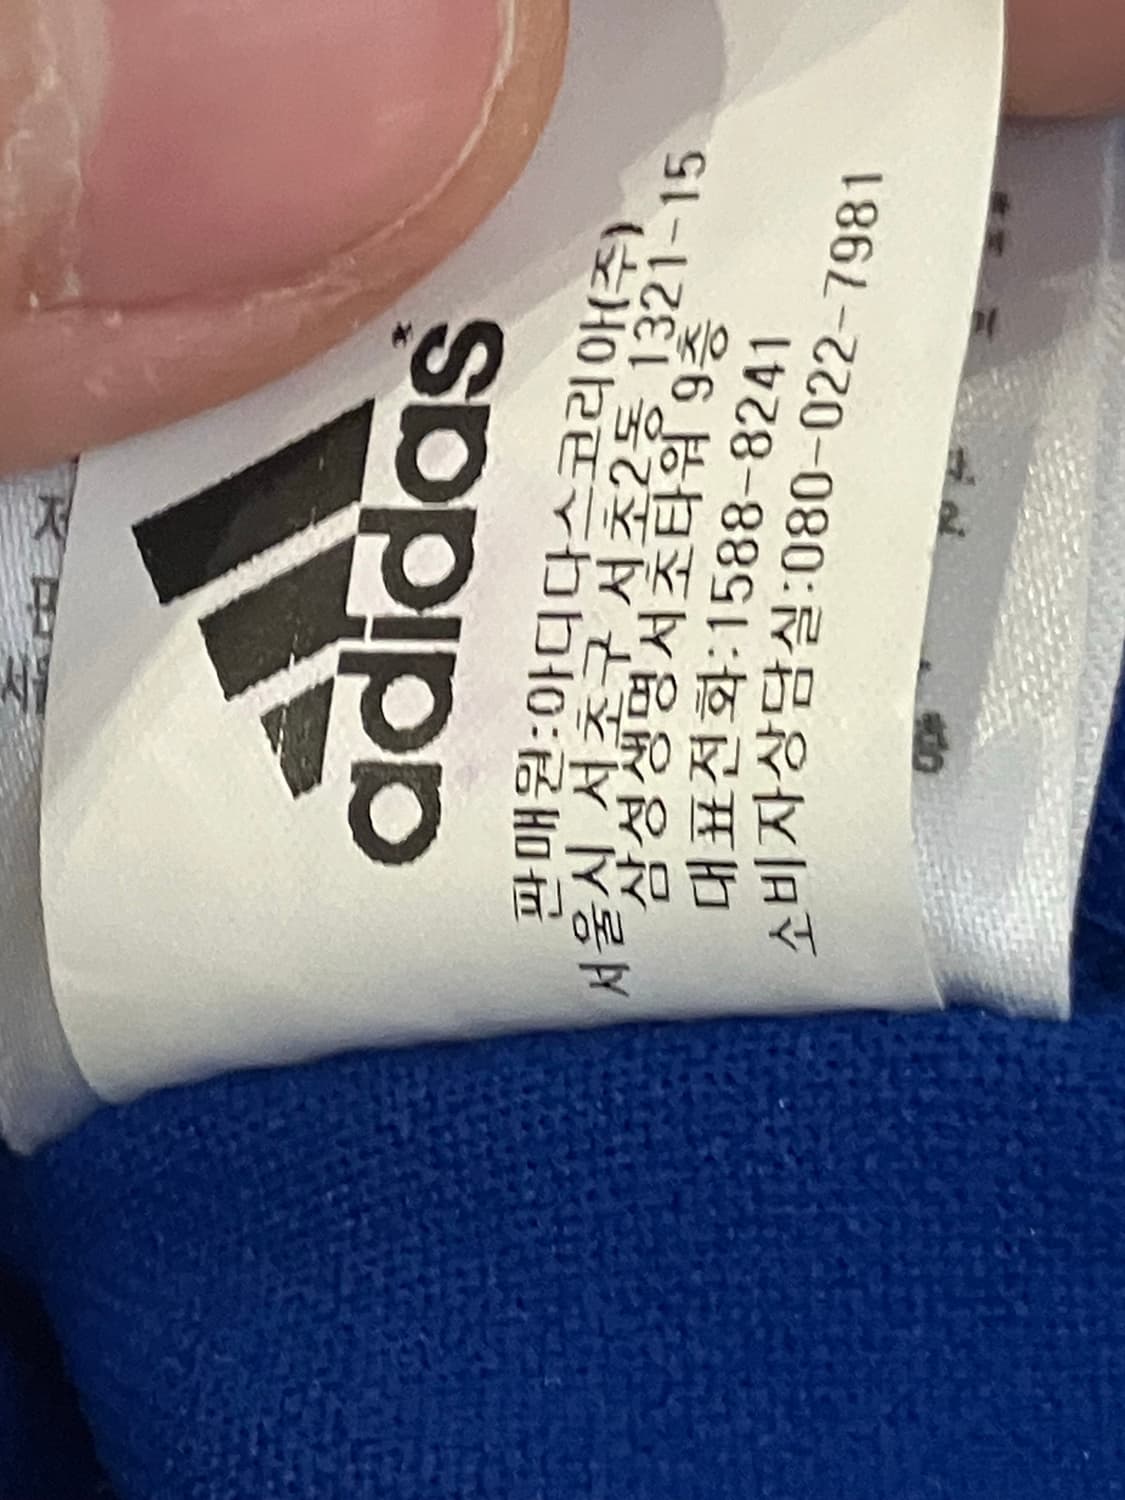 adidas*
판매원:아디다스코리아(주)
서울시 서초구 서초2동 1321-15
삼성생명서초타워 9층
대표전화:1588-8241
소비자상담실:080-022-7981